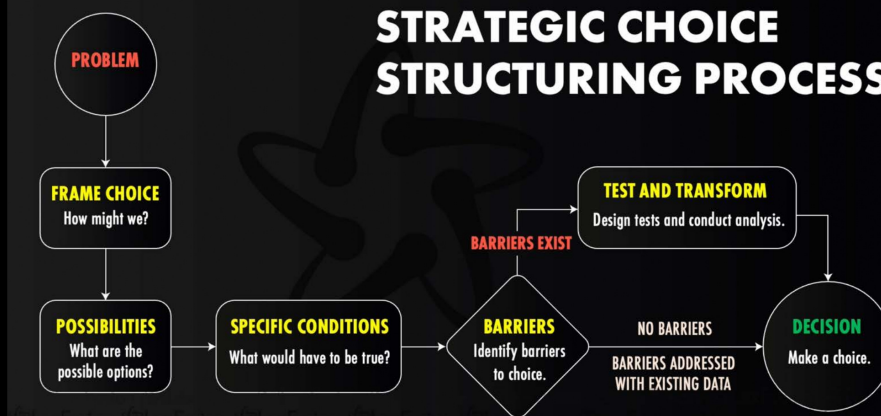 STRATEGIC CHOICE
STRUCTURING PROCESS
PROBLEM
FRAME CHOICE
How might we?
POSSIBILITIES
What are the
possible options?
SPECIFIC CONDITIONS
What would have to be true?
BARRIERS
Identify barriers
to choice.
BARRIERS EXIST
TEST AND TRANSFORM
Design tests and conduct analysis.
NO BARRIERS
BARRIERS ADDRESSED
WITH EXISTING DATA
DECISION
Make a choice.